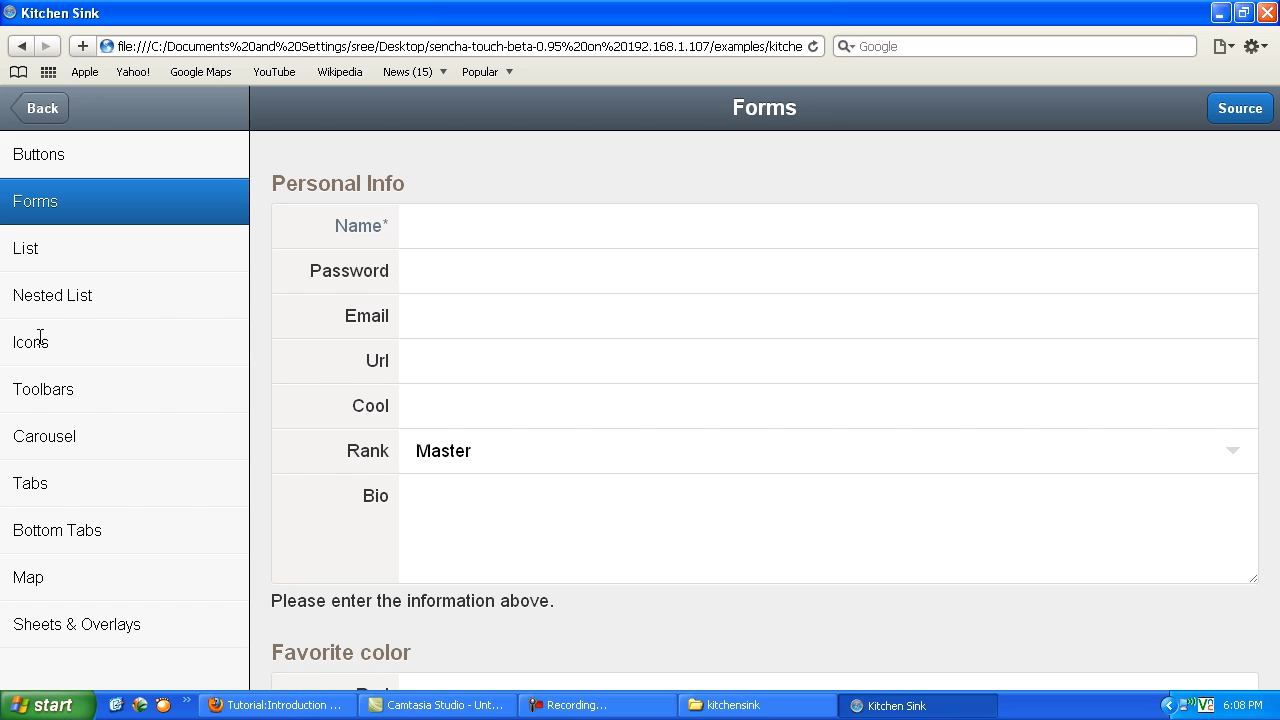 Kitchen Sink
file:///C:/Documents%20and%20Settings/sree/Desktop/sencha-touch-beta-0.95%20on%20192.168.1.107/examples/kitche
Google
Apple Yahoo! Google Maps YouTube Wikipedia News (15) Popular
Back
Forms
Source
Buttons
Forms
List
Nested List
Icons
Toolbars
Carousel
Tabs
Bottom Tabs
Map
Sheets & Overlays
Personal Info
Name*
Password
Email
Url
Cool
Rank Master
Bio
Please enter the information above.
Favorite color
start
Tutorial:Introduction ...
Camtasia Studio - Unt...
Recording...
kitchensink
Kitchen Sink
6:08 PM